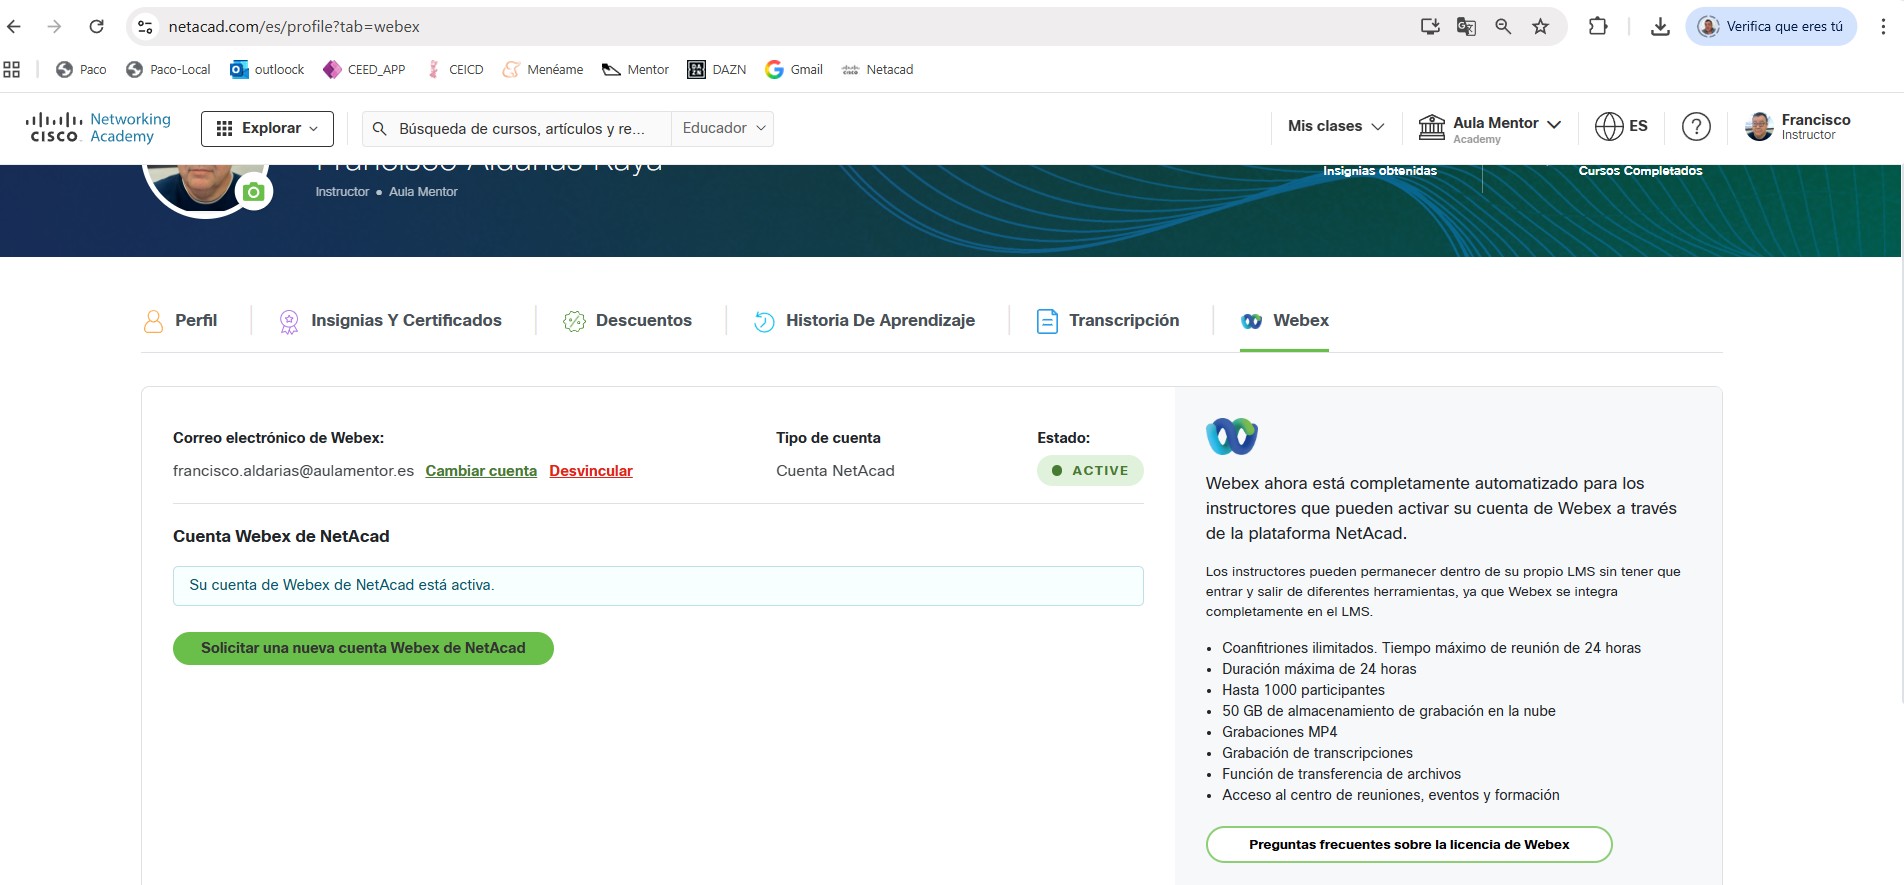 netacad.com/es/profile?tab=webex
Verifica que eres tú
Paco
Paco-Local
outloock
CEED_APP
CEICD
Menéame
Mentor
DAZN
Gmail
Netacad
CISCO
Networking
Academy
Explorar
Búsqueda de cursos, artículos y re...
Educador
Mis clases
Aula Mentor
Academy
ES
Francisco
Instructor
Francisco Aldarias Raya
Instructor • Aula Mentor
Insignias obtenidas
Cursos Completados
Perfil
Insignias Y Certificados
Descuentos
Historia De Aprendizaje
Transcripción
Webex
Correo electrónico de Webex:
Tipo de cuenta
Estado:
francisco.aldarias@aulamentor.es Cambiar cuenta Desvincular
Cuenta NetAcad
ACTIVE
Cuenta Webex de NetAcad
Su cuenta de Webex de NetAcad está activa.
Solicitar una nueva cuenta Webex de NetAcad
Webex ahora está completamente automatizado para los
instructores que pueden activar su cuenta de Webex a través
de la plataforma NetAcad.
Los instructores pueden permanecer dentro de su propio LMS sin tener que
entrar y salir de diferentes herramientas, ya que Webex se integra
completamente en el LMS.
• Coanfitriones ilimitados. Tiempo máximo de reunión de 24 horas
• Duración máxima de 24 horas
• Hasta 1000 participantes
• 50 GB de almacenamiento de grabación en la nube
• Grabaciones MP4
• Grabación de transcripciones
• Función de transferencia de archivos
• Acceso al centro de reuniones, eventos y formación
Preguntas frecuentes sobre la licencia de Webex